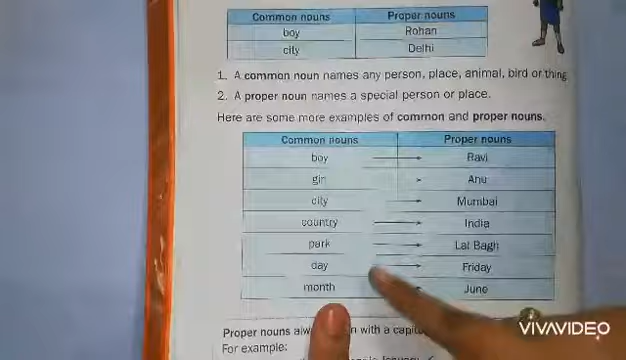 Common nouns Proper nouns
boy Rohan
city Delhi
1. A common noun names any person, place, animal, bird or thing
2. A proper noun names a special person or place.
Here are some more examples of common and proper nouns.
Common nouns Proper nouns
boy Ravi
girl Anu
city Mumbai
country India
park Lal Bagh
day Friday
month June
Proper nouns with a
For example:
VIVAVIDEO